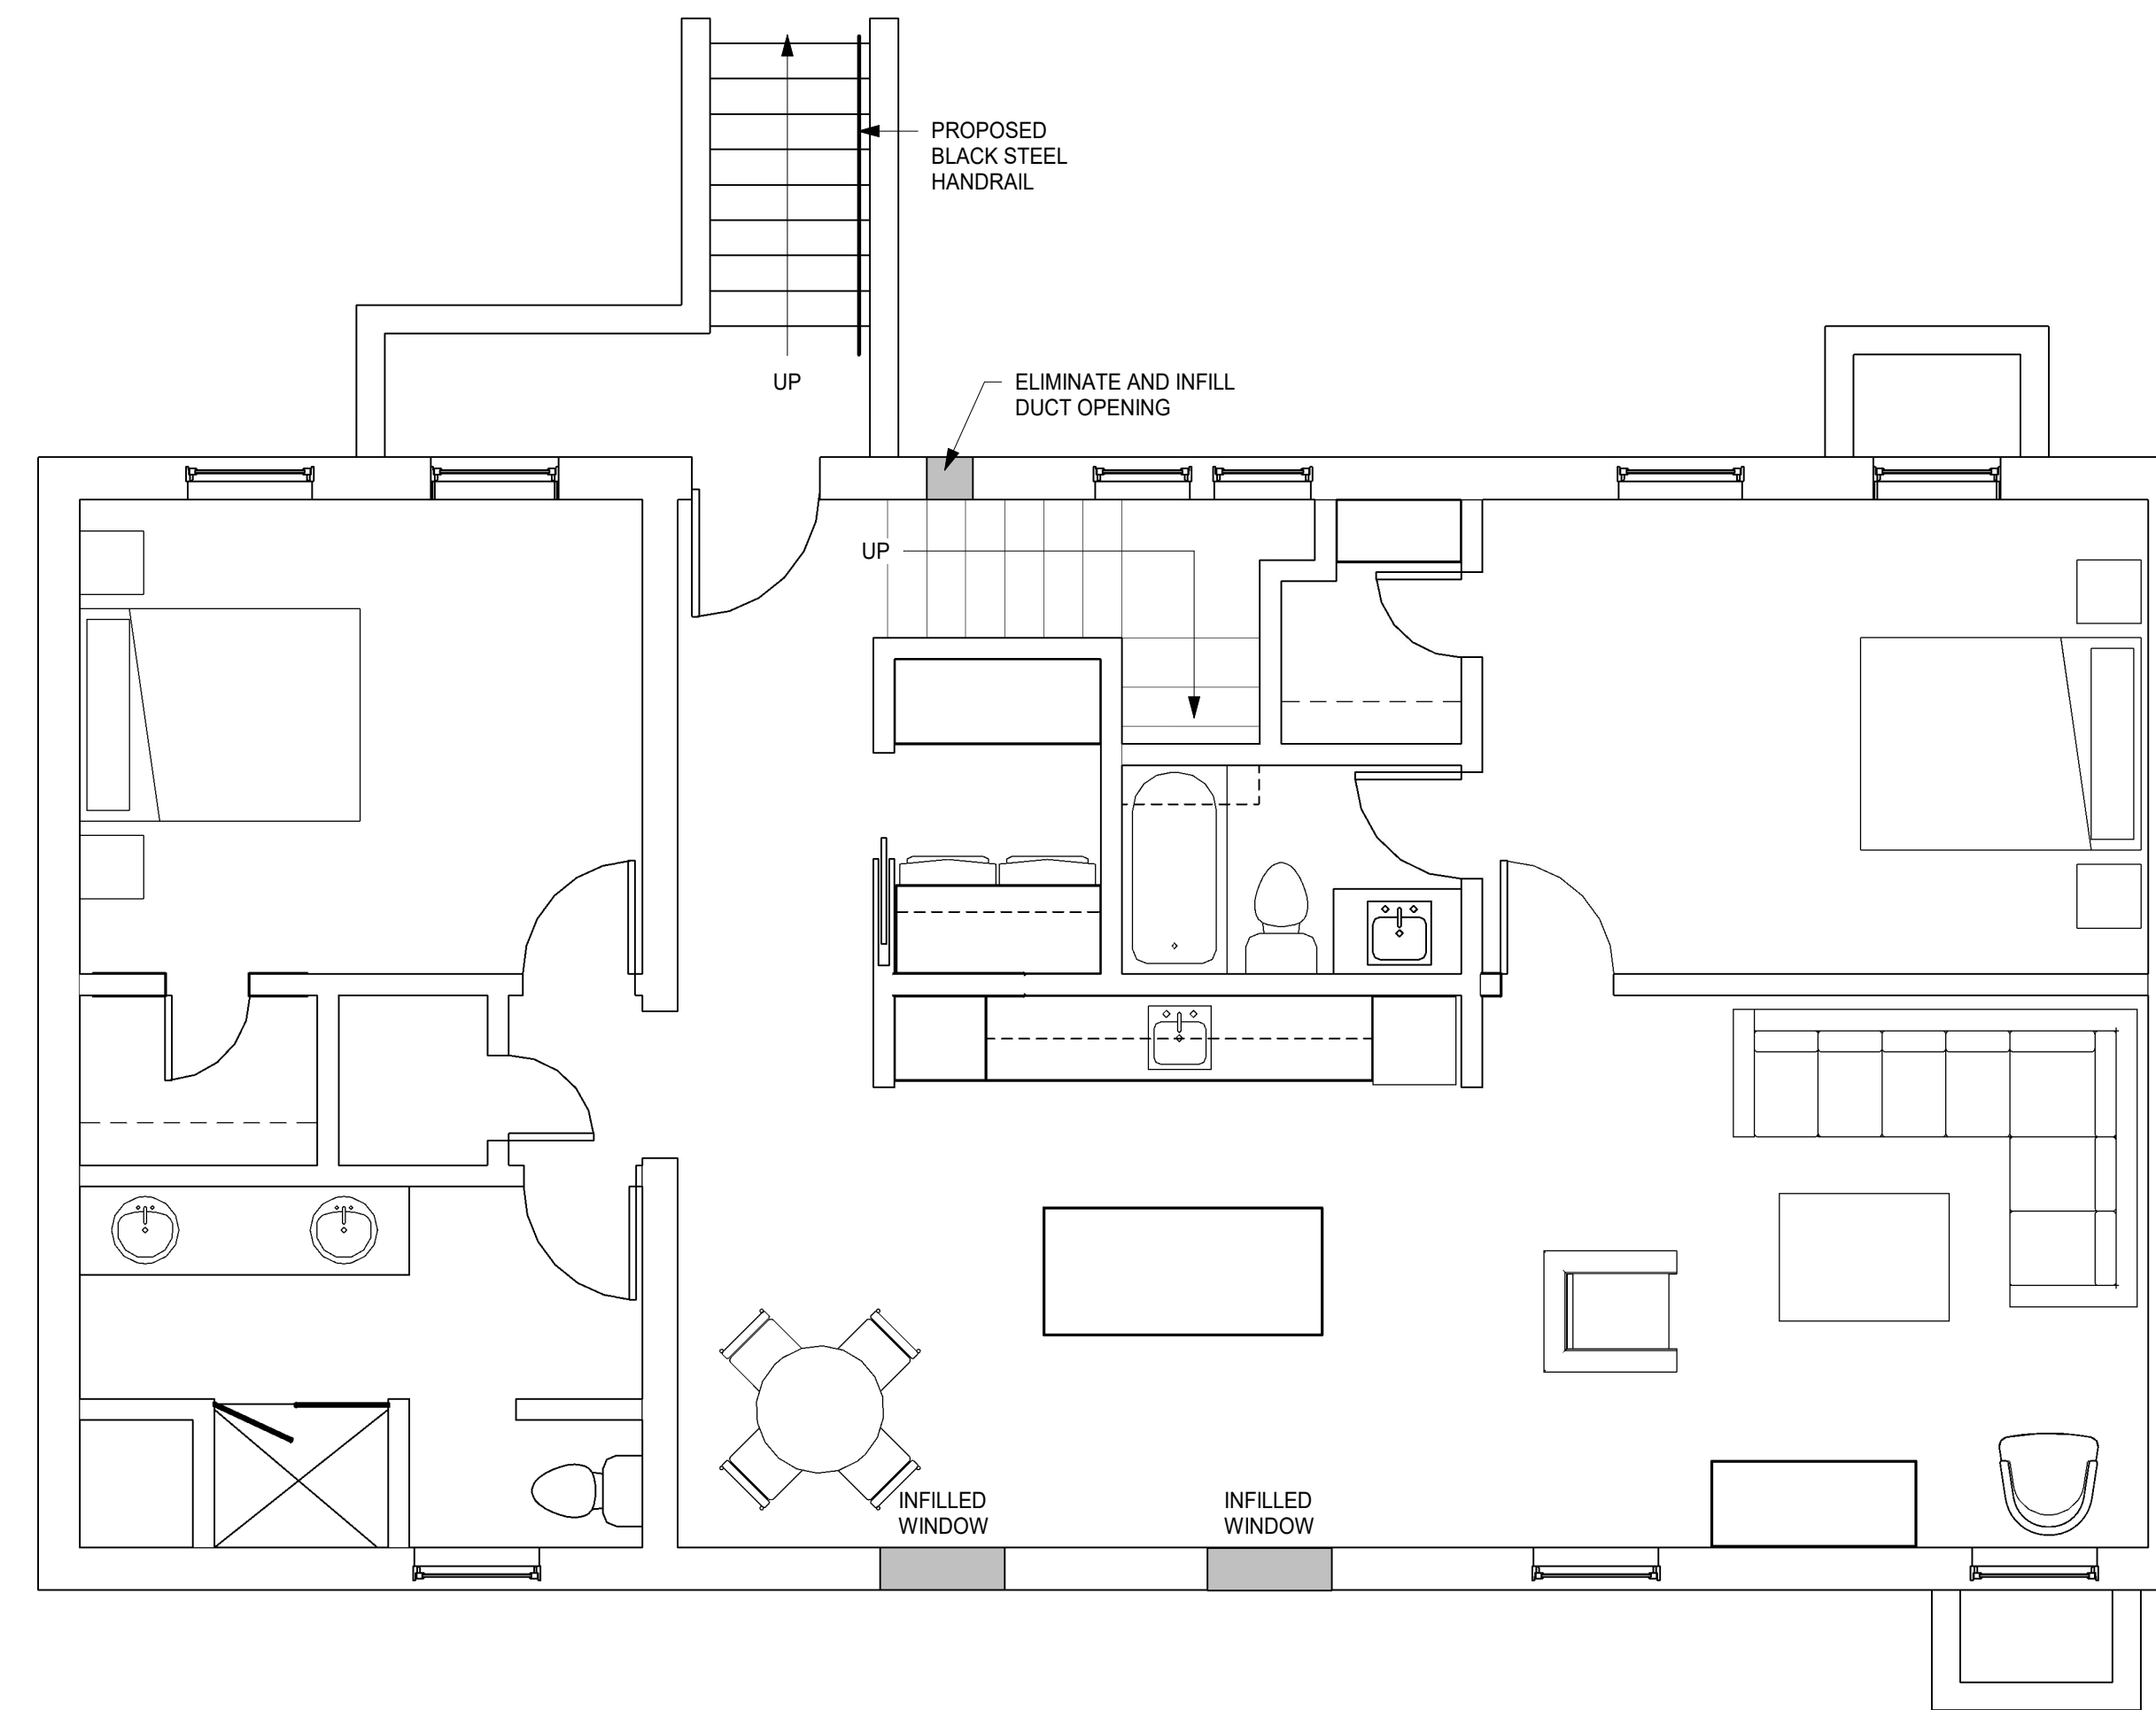 PROPOSED
BLACK STEEL
HANDRAIL
UP
ELIMINATE AND INFILL
DUCT OPENING
UP
INFILLED
WINDOW
INFILLED
WINDOW